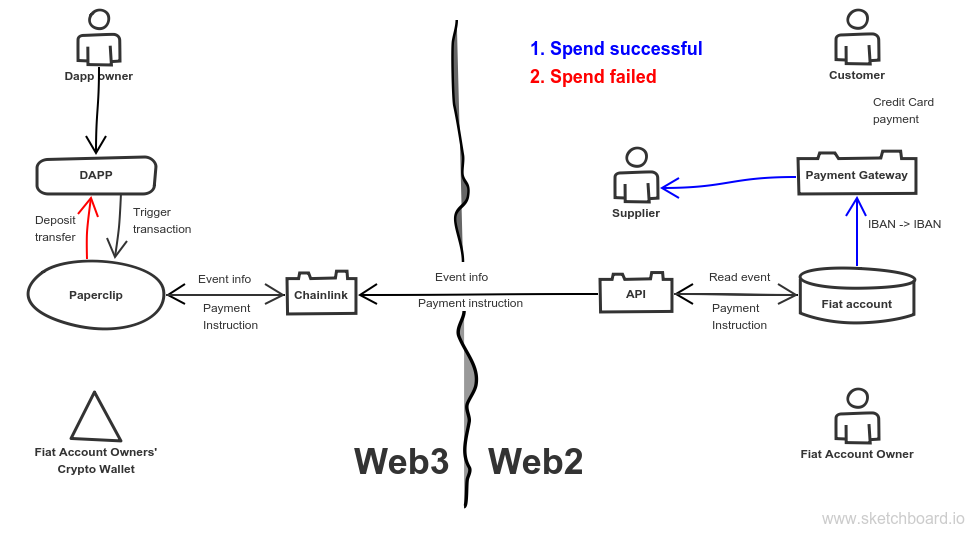 1. Spend successful
2. Spend failed
Dapp owner
Customer
Credit Card
payment
DAPP
Payment Gateway
Supplier
Deposit
transfer
Trigger
transaction
IBAN -> IBAN
Event info
Event info
Read event
Paperclip
Chainlink
API
Fiat account
Payment instruction
Payment
Instruction
Payment
Instruction
Fiat Account Owners'
Crypto Wallet
Web3
Web2
Fiat Account Owner
www.sketchboard.io